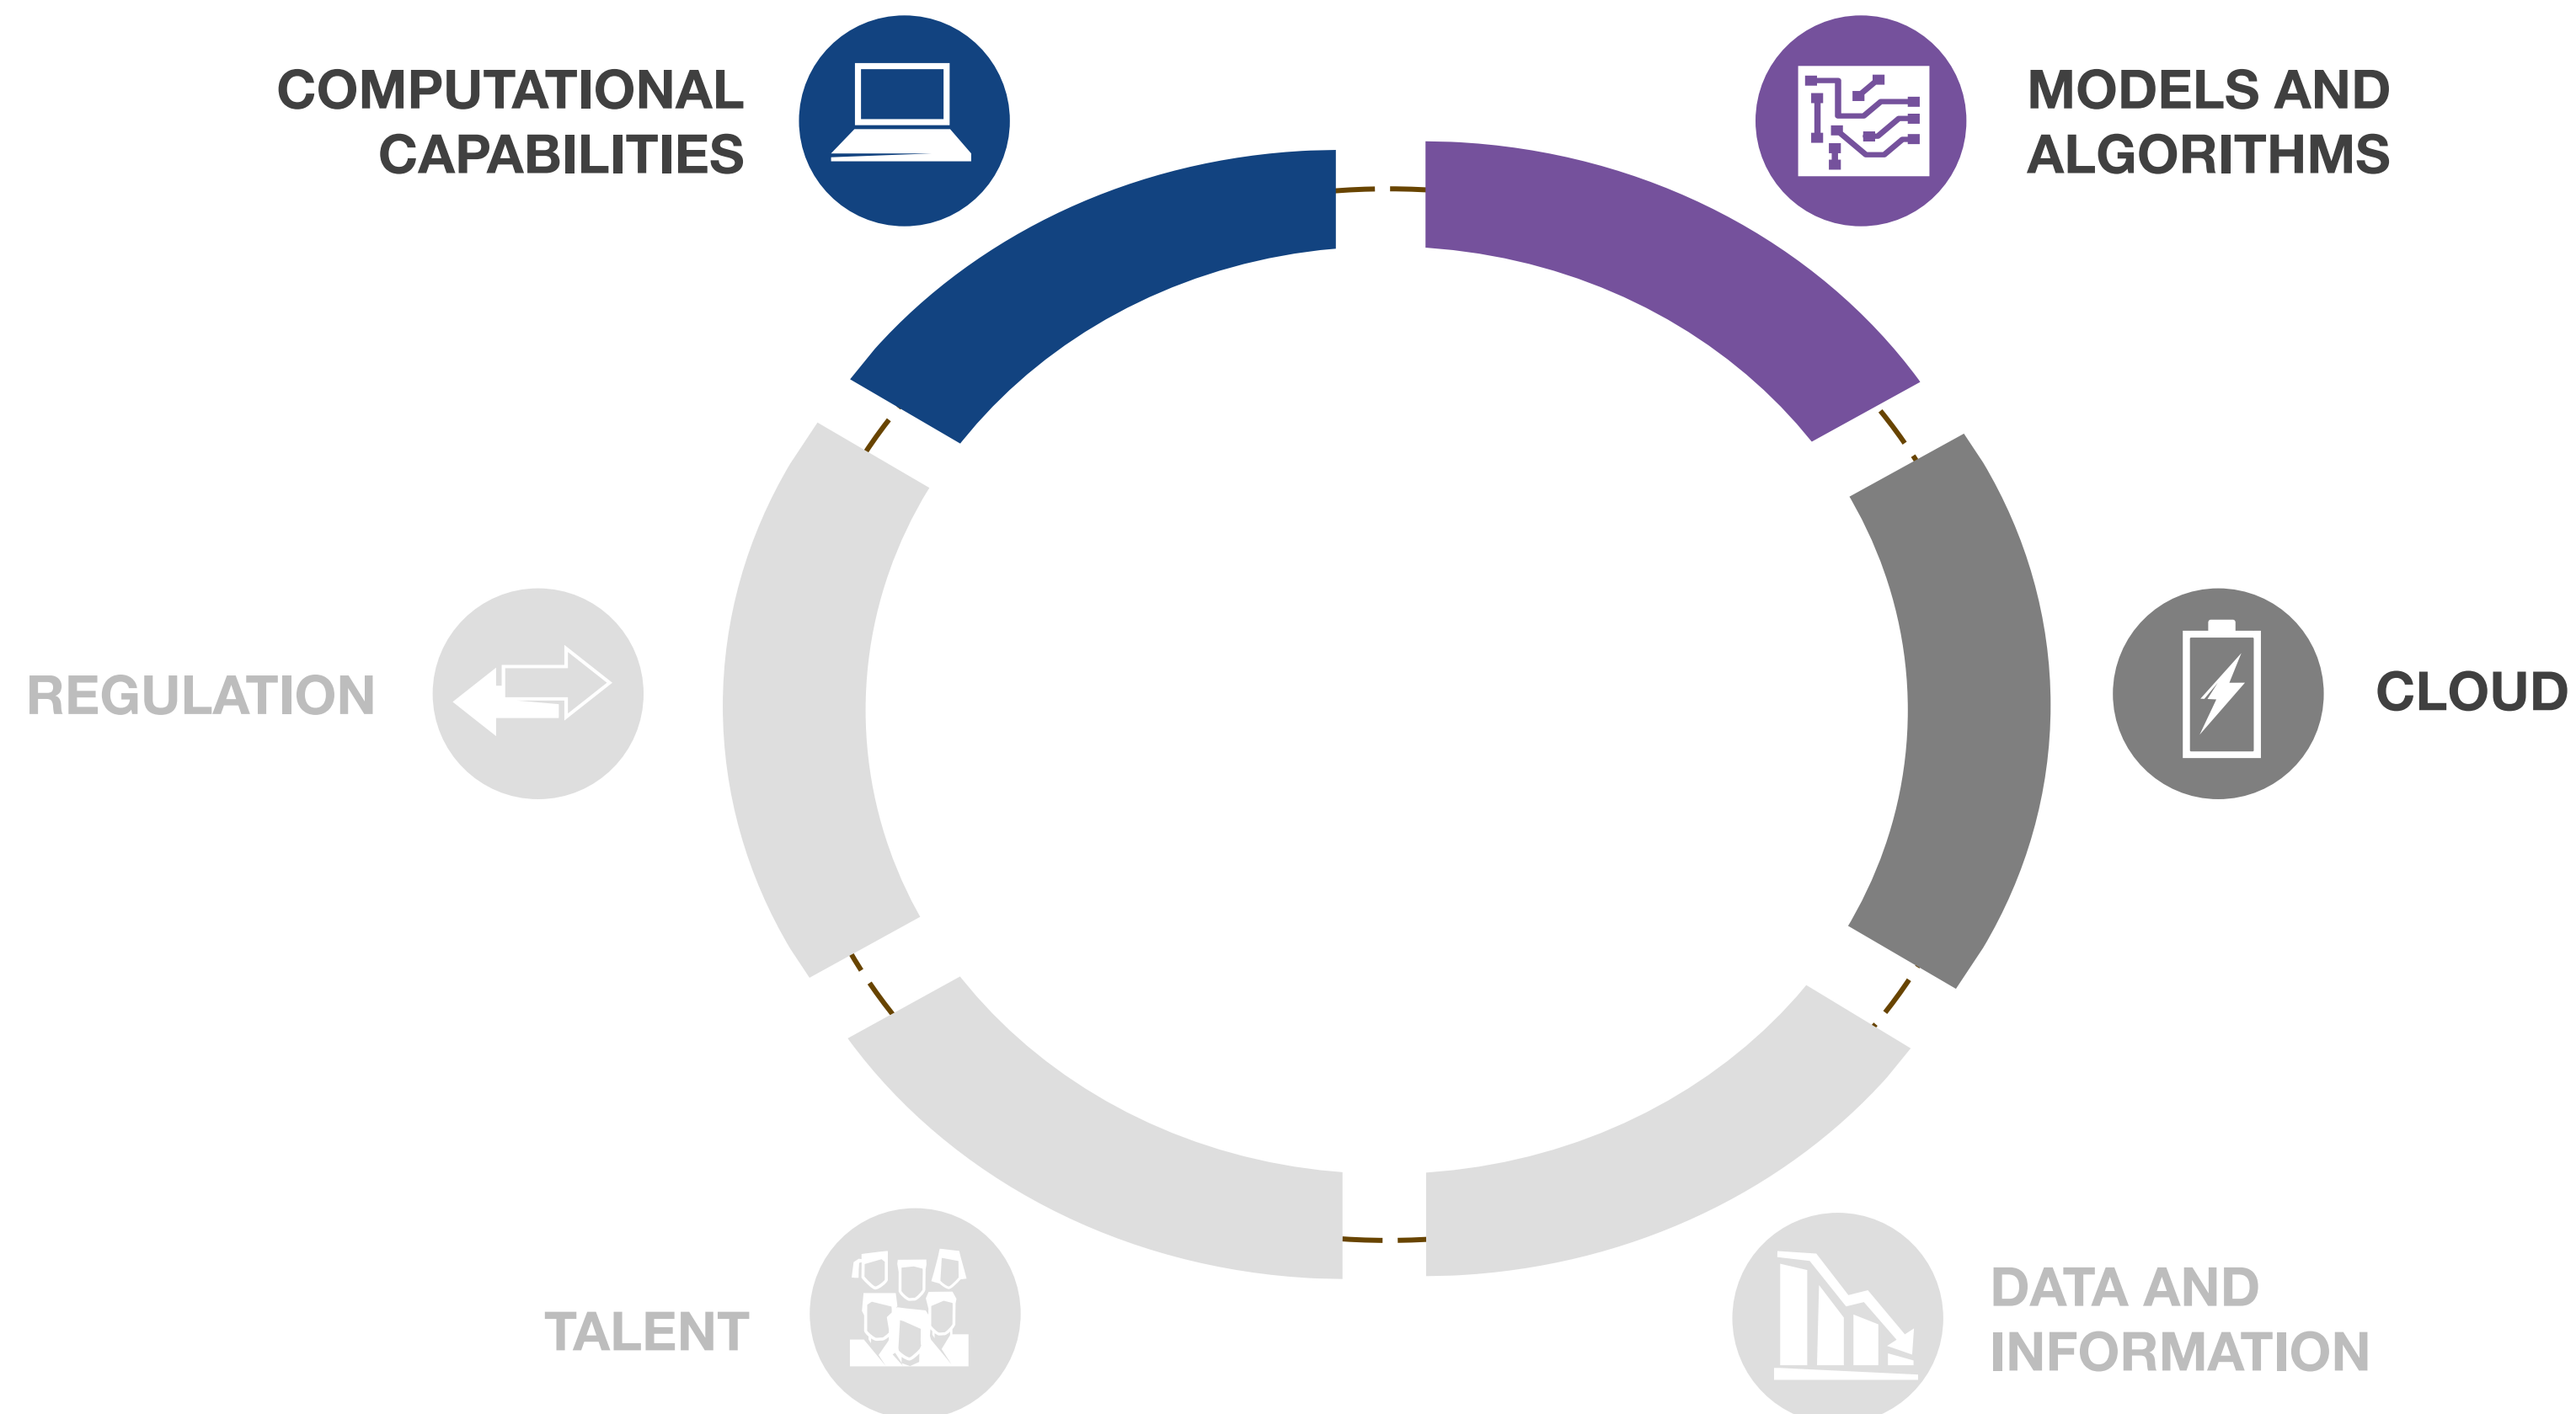 COMPUTATIONAL
CAPABILITIES
MODELS AND
ALGORITHMS
REGULATION
CLOUD
TALENT
DATA AND
INFORMATION